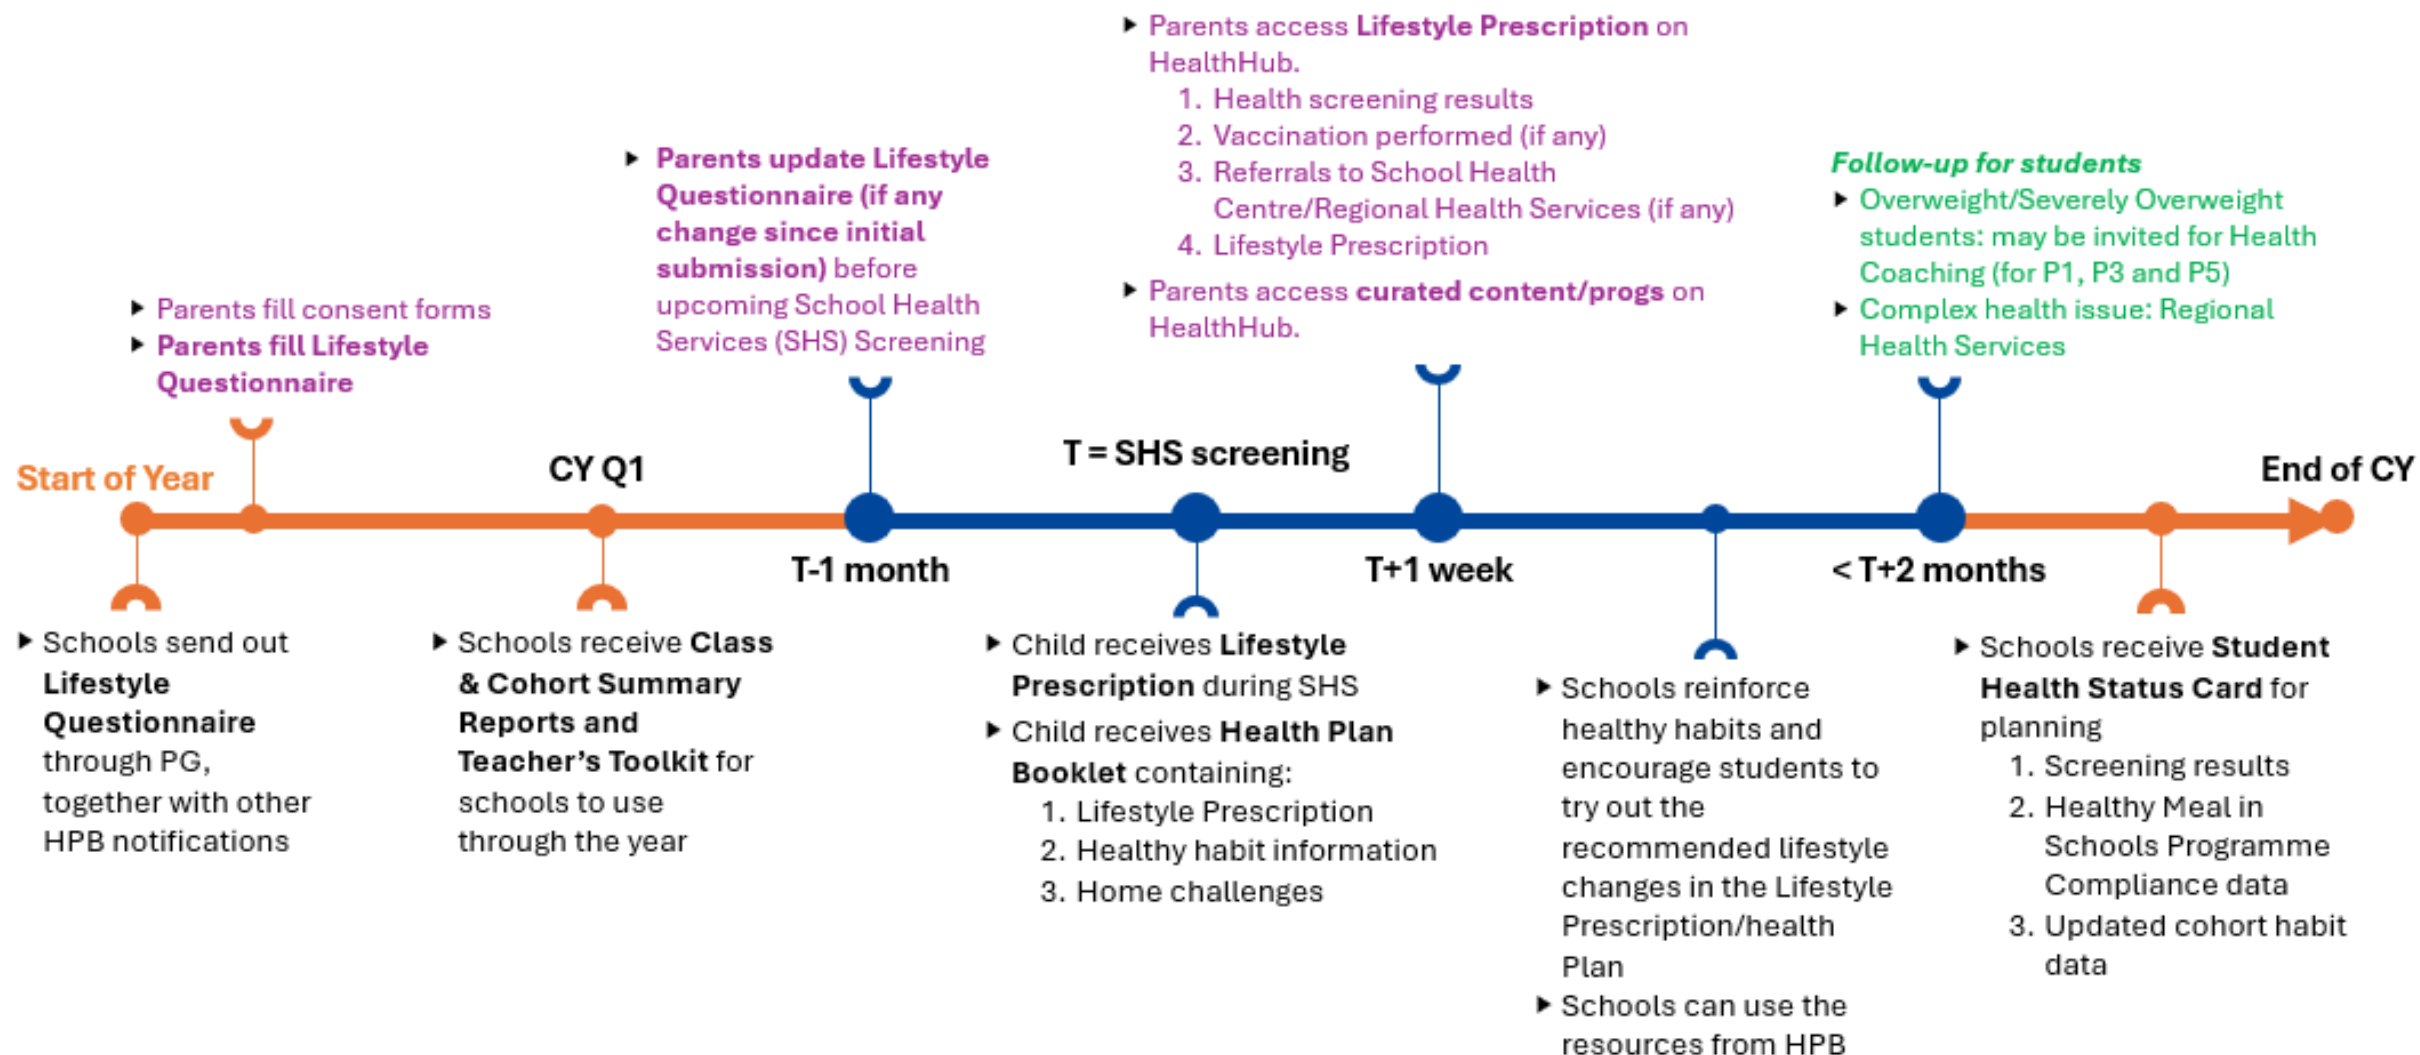 ▸ Parents access Lifestyle Prescription on
HealthHub.
1. Health screening results
2. Vaccination performed (if any)
3. Referrals to School Health
Centre/Regional Health Services (if any)
4. Lifestyle Prescription
▸ Parents access curated content/progs on
HealthHub.
▸ Parents update Lifestyle
Questionnaire (if any
change since initial
submission) before
upcoming School Health
Services (SHS) Screening
Follow-up for students
▸ Overweight/Severely Overweight
students: may be invited for Health
Coaching (for P1, P3 and P5)
▸ Complex health issue: Regional
Health Services
▸ Parents fill consent forms
▸ Parents fill Lifestyle
Questionnaire
Start of Year
CY Q1
T = SHS screening
End of CY
T-1 month
T+1 week
< T+2 months
▸ Schools send out
Lifestyle
Questionnaire
through PG,
together with other
HPB notifications
▸ Schools receive Class
& Cohort Summary
Reports and
Teacher’s Toolkit for
schools to use
through the year
▸ Child receives Lifestyle
Prescription during SHS
▸ Child receives Health Plan
Booklet containing:
1. Lifestyle Prescription
2. Healthy habit information
3. Home challenges
▸ Schools reinforce
healthy habits and
encourage students to
try out the
recommended lifestyle
changes in the Lifestyle
Prescription/health
Plan
▸ Schools can use the
resources from HPB
▸ Schools receive Student
Health Status Card for
planning
1. Screening results
2. Healthy Meal in
Schools Programme
Compliance data
3. Updated cohort habit
data